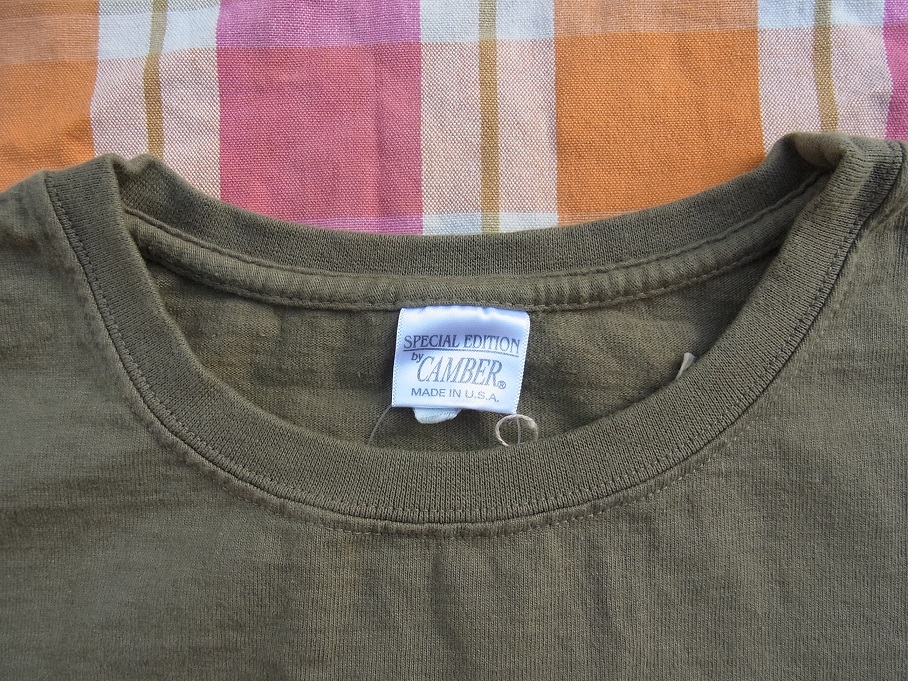 SPECIAL EDITION
by CAMBER®
MADE IN U.S.A.